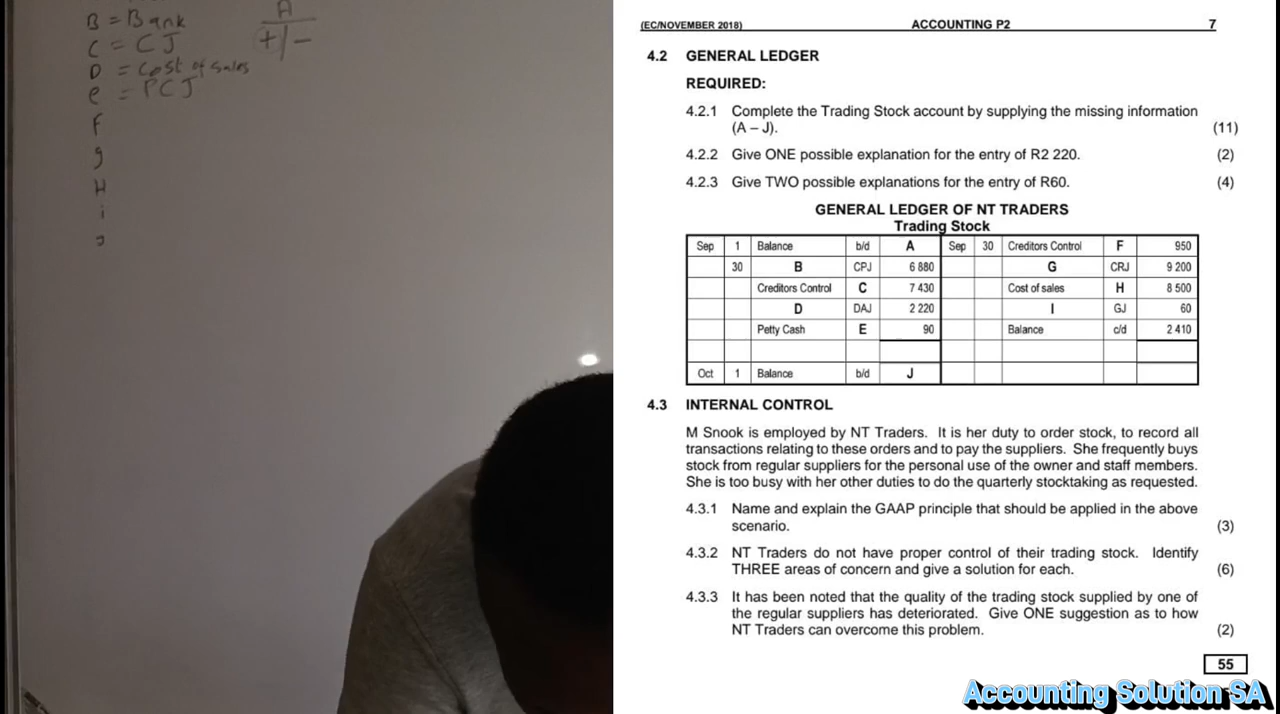 B = Bank
C = CJ
D = Cost of sales
e = PCJ
F
g
H
i
J
A
+/-
(EC/NOVEMBER 2018) ACCOUNTING P2 7
4.2 GENERAL LEDGER
REQUIRED:
4.2.1 Complete the Trading Stock account by supplying the missing information
(A – J). (11)
4.2.2 Give ONE possible explanation for the entry of R2 220. (2)
4.2.3 Give TWO possible explanations for the entry of R60. (4)
GENERAL LEDGER OF NT TRADERS
Trading Stock
Sep 1 Balance b/d A Sep 30 Creditors Control F 950
30 B CPJ 6 880 G CRJ 9 200
Creditors Control C 7 430 Cost of sales H 8 500
D DAJ 2 220 I GJ 60
Petty Cash E 90 Balance c/d 2 410
Oct 1 Balance b/d J
4.3 INTERNAL CONTROL
M Snook is employed by NT Traders. It is her duty to order stock, to record all
transactions relating to these orders and to pay the suppliers. She frequently buys
stock from regular suppliers for the personal use of the owner and staff members.
She is too busy with her other duties to do the quarterly stocktaking as requested.
4.3.1 Name and explain the GAAP principle that should be applied in the above
scenario. (3)
4.3.2 NT Traders do not have proper control of their trading stock. Identify
THREE areas of concern and give a solution for each. (6)
4.3.3 It has been noted that the quality of the trading stock supplied by one of
the regular suppliers has deteriorated. Give ONE suggestion as to how
NT Traders can overcome this problem. (2)
55
Accounting Solution SA